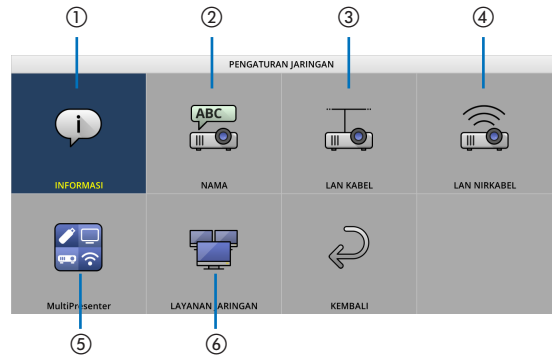 ① ② ③ ④
PENGATURAN JARINGAN
i
ABC
INFORMASI
NAMA
LAN KABEL
LAN NIRKABEL
MultiPresenter
LAYANAN JARINGAN
KEMBALI
⑤ ⑥